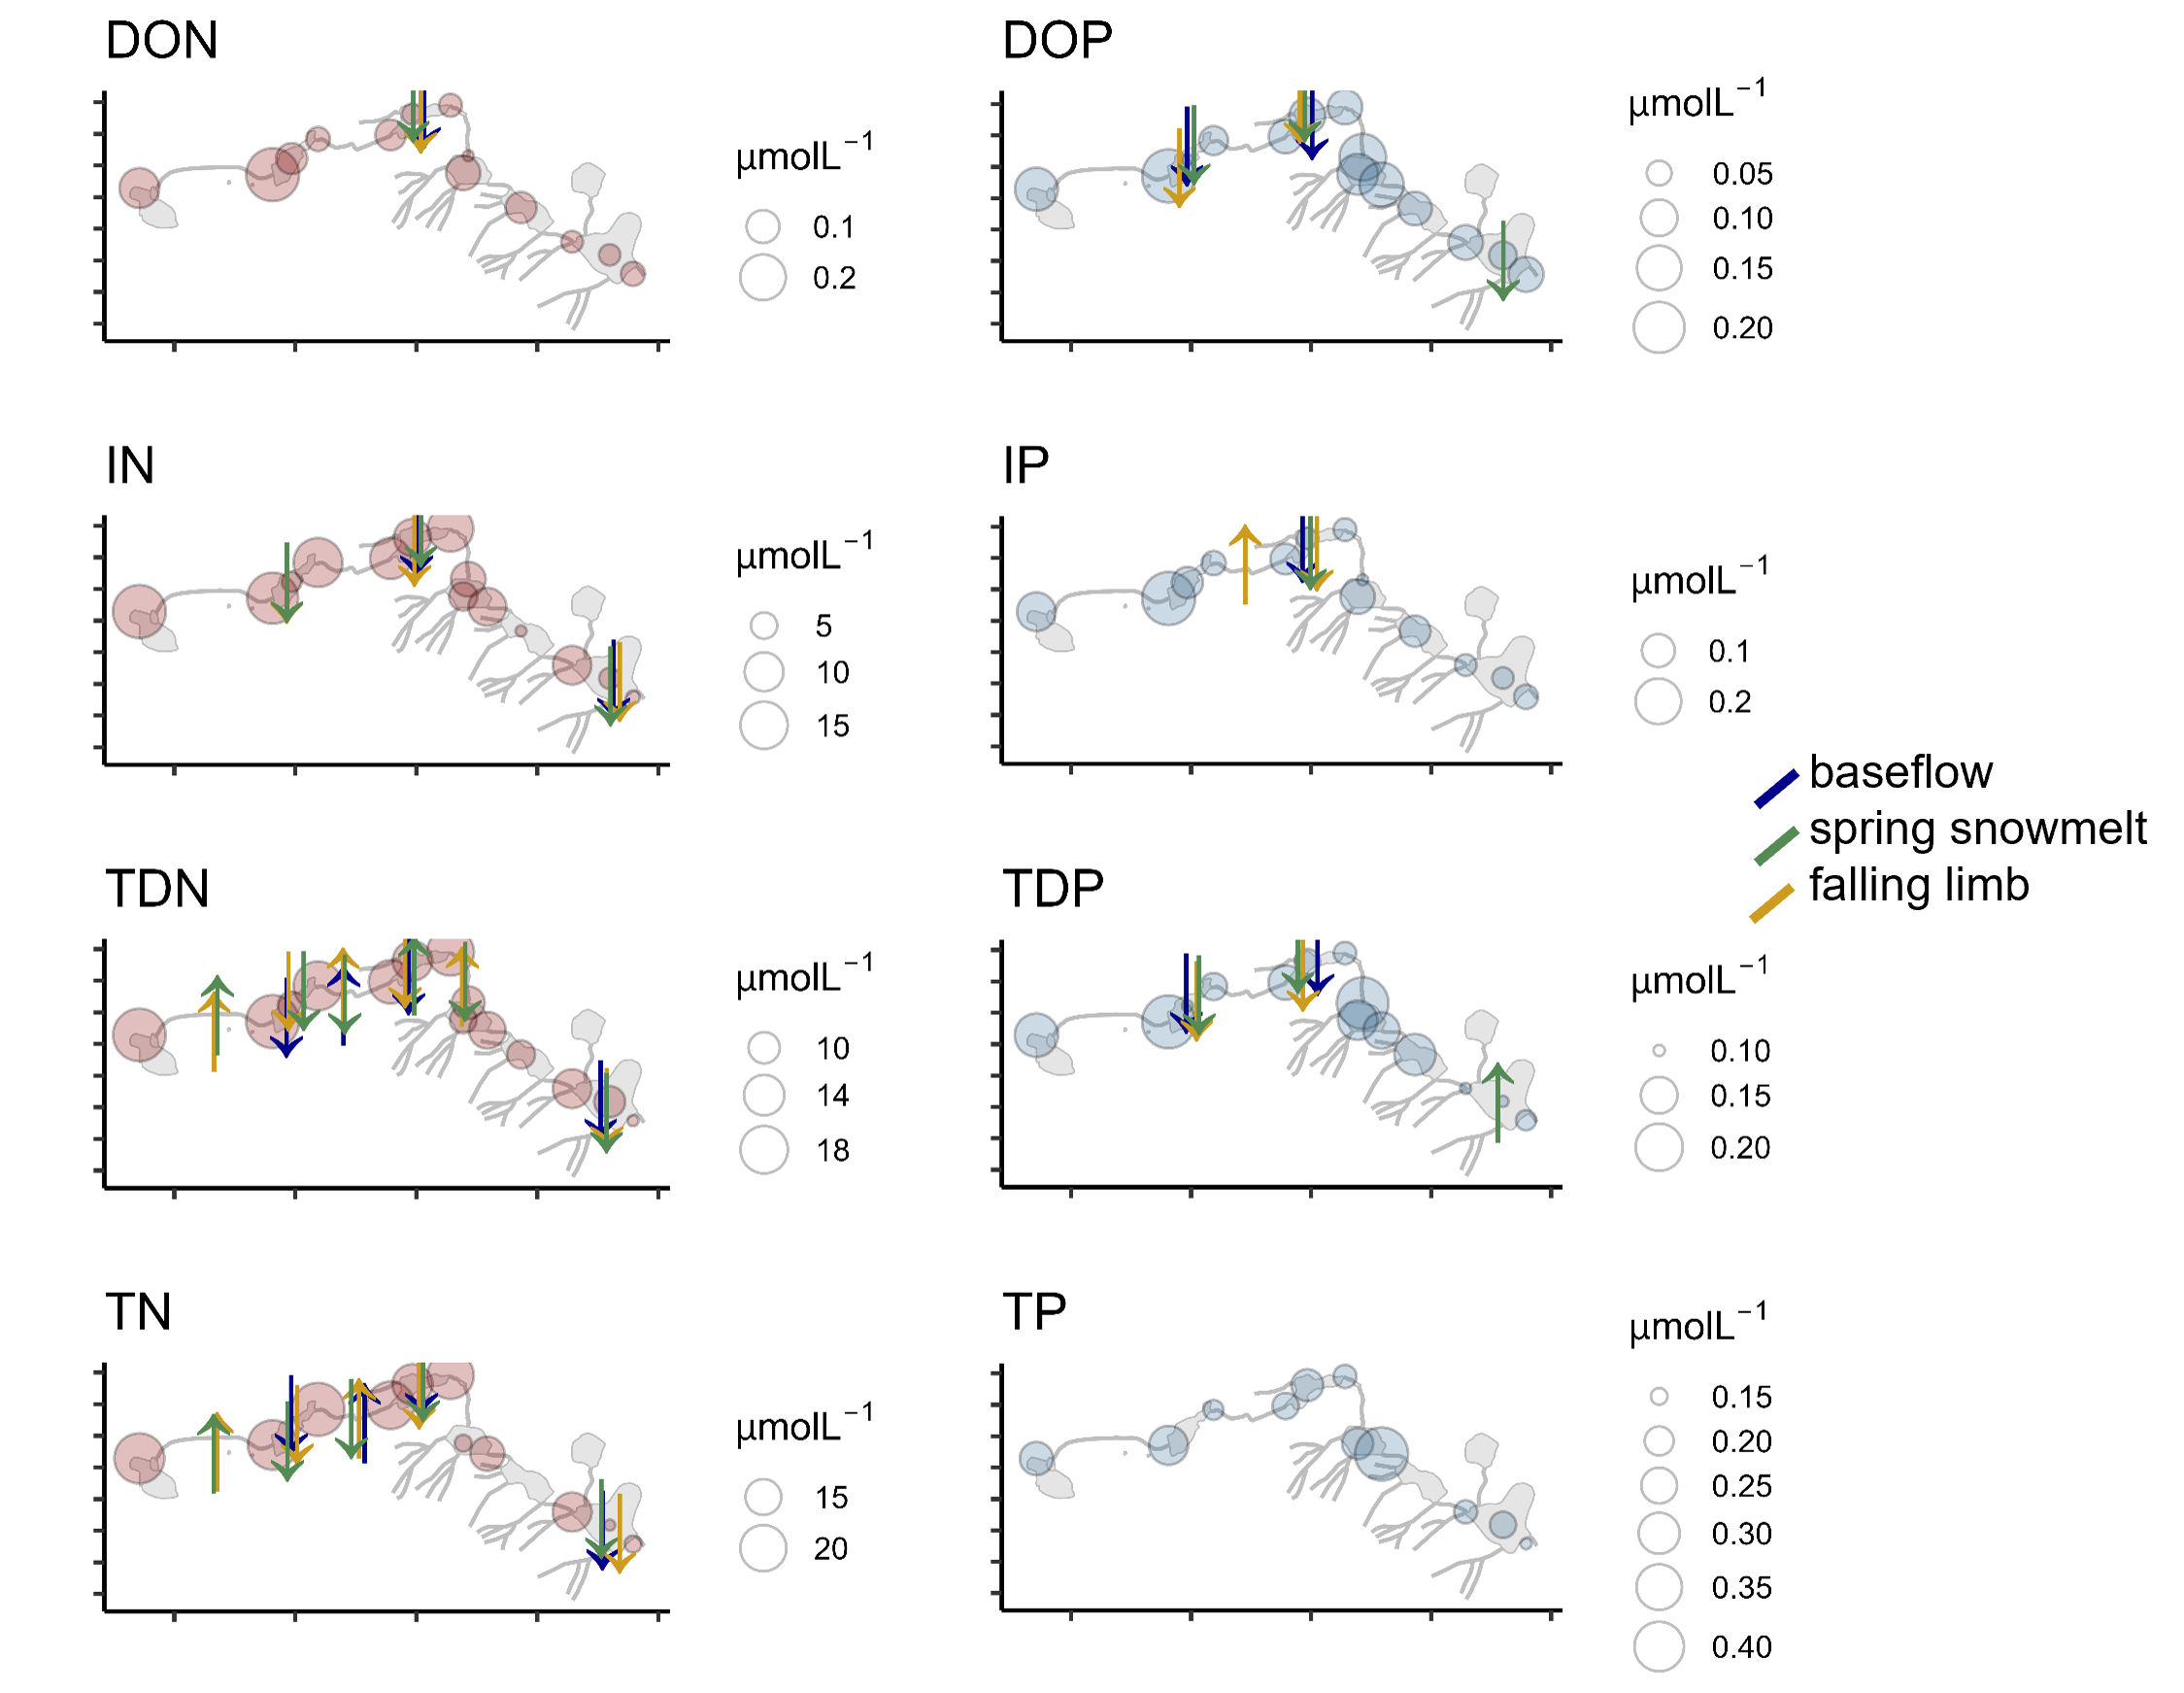 DON
µmolL⁻¹
0.1
0.2
DOP
µmolL⁻¹
0.05
0.10
0.15
0.20
IN
µmolL⁻¹
5
10
15
IP
µmolL⁻¹
0.1
0.2
baseflow
spring snowmelt
falling limb
TDN
µmolL⁻¹
10
14
18
TDP
µmolL⁻¹
0.10
0.15
0.20
TN
µmolL⁻¹
15
20
TP
µmolL⁻¹
0.15
0.20
0.25
0.30
0.35
0.40